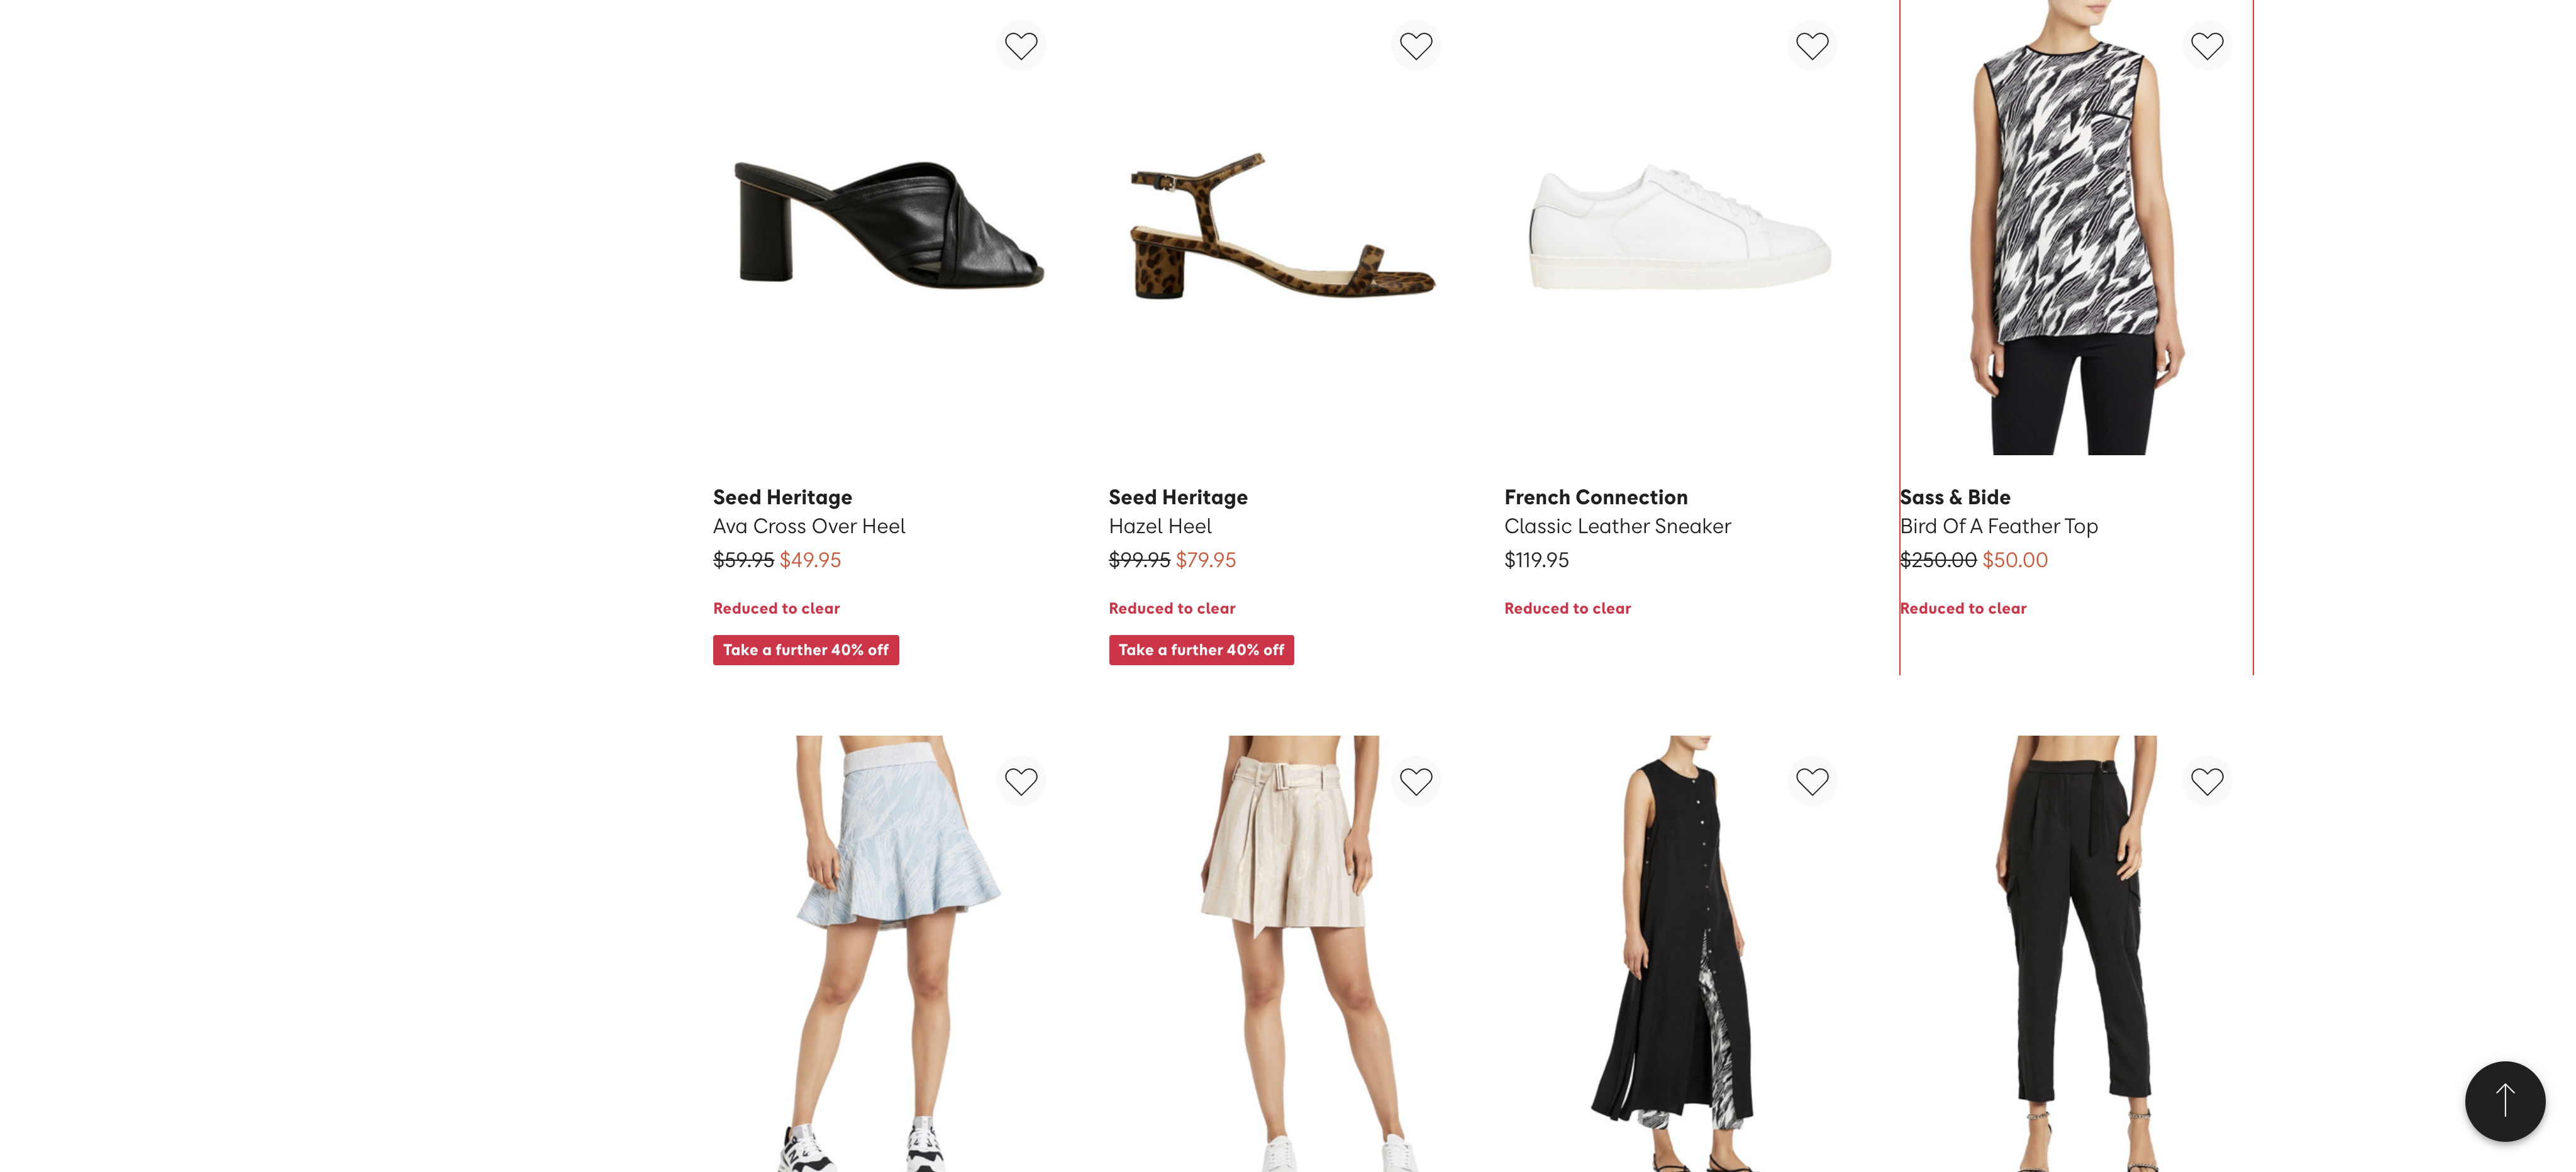 Seed Heritage
Ava Cross Over Heel
$59.95 $49.95
Reduced to clear
Take a further 40% off
Seed Heritage
Hazel Heel
$99.95 $79.95
Reduced to clear
Take a further 40% off
French Connection
Classic Leather Sneaker
$119.95
Reduced to clear
Sass & Bide
Bird Of A Feather Top
$250.00 $50.00
Reduced to clear